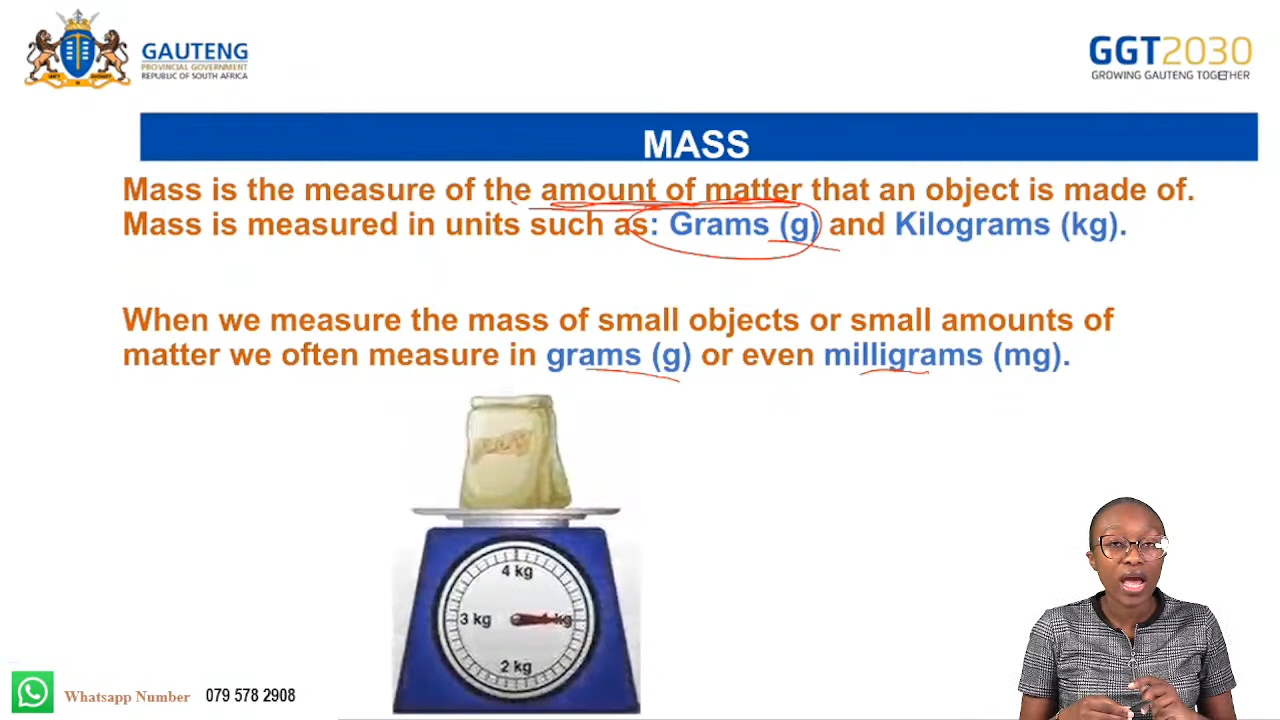 GAUTENG
PROVINCIAL GOVERNMENT
REPUBLIC OF SOUTH AFRICA
GGT2030
GROWING GAUTENG TOGETHER
MASS
Mass is the measure of the amount of matter that an object is made of.
Mass is measured in units such as: Grams (g) and Kilograms (kg).
When we measure the mass of small objects or small amounts of
matter we often measure in grams (g) or even milligrams (mg).
4 kg
3 kg
kg
2 kg
Whatsapp Number 079 578 2908